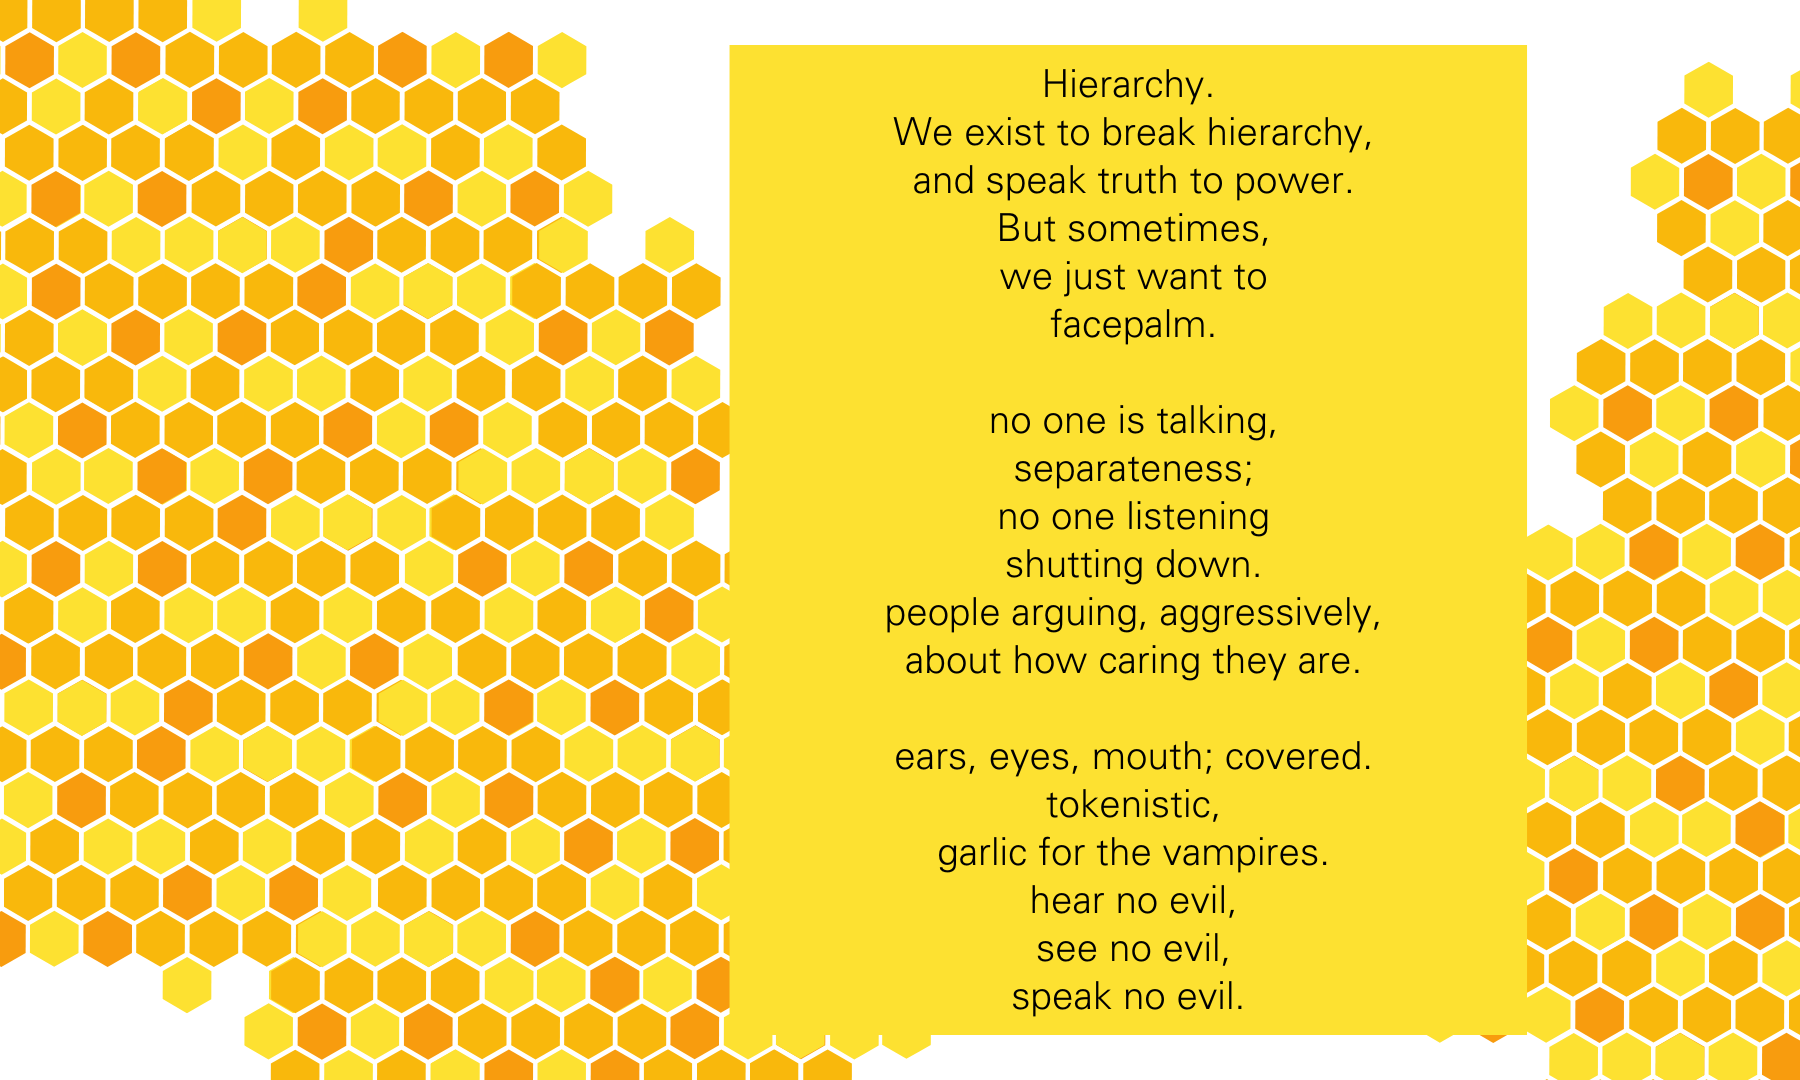 Hierarchy.
We exist to break hierarchy,
and speak truth to power.
But sometimes,
we just want to
facepalm.
no one is talking,
separateness;
no one listening
shutting down.
people arguing, aggressively,
about how caring they are.
ears, eyes, mouth; covered.
tokenistic,
garlic for the vampires.
hear no evil,
see no evil,
speak no evil.